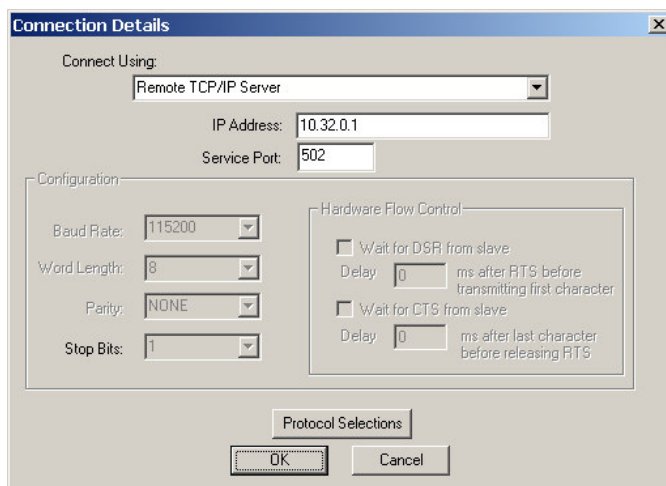 Connection Details
Connect Using:
Remote TCP/IP Server
IP Address: 10.32.0.1
Service Port: 502
Configuration
Baud Rate: 115200
Word Length: 8
Parity: NONE
Stop Bits: 1
Hardware Flow Control
Wait for DSR from slave
Delay 0 ms after RTS before
transmitting first character
Wait for CTS from slave
Delay 0 ms after last character
before releasing RTS
Protocol Selections
OK Cancel